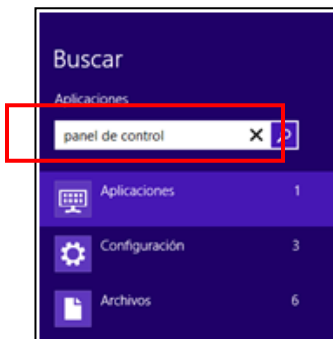 Buscar
Aplicaciones
panel de control
Aplicaciones 1
Configuración 3
Archivos 6